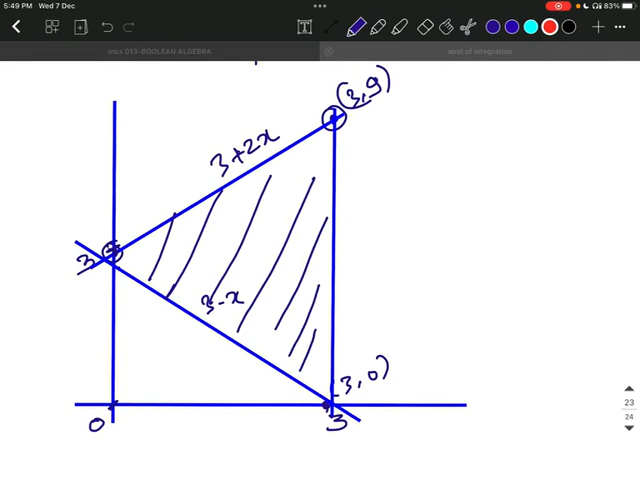 5:49 PM Wed 7 Dec
83%
mcs 013-BOOLEAN ALGEBRA
spot of integration
(3,9)
3+2x
3
3-x
3,0)
0
3
23
24